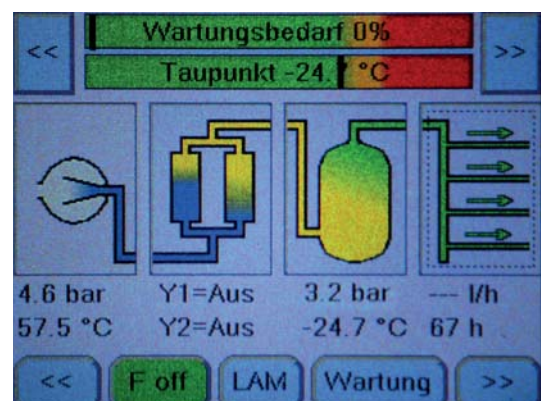 << Wartungsbedarf 0% >>
Taupunkt -24.7 °C
4.6 bar Y1=Aus 3.2 bar --- l/h
57.5 °C Y2=Aus -24.7 °C 67 h
<< F off LAM Wartung >>